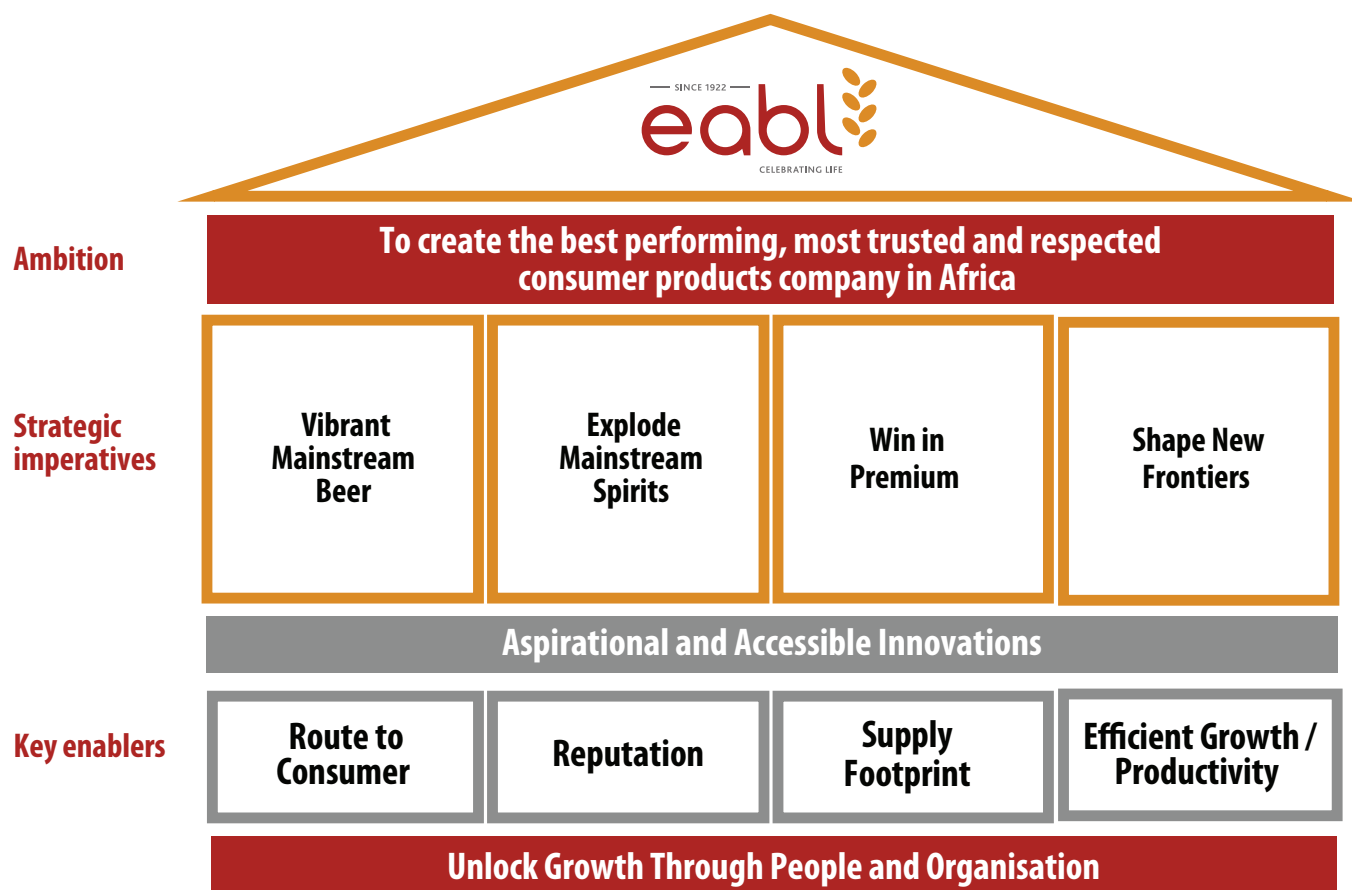 SINCE 1922
eabl
CELEBRATING LIFE
Ambition
To create the best performing, most trusted and respected
consumer products company in Africa
Strategic
imperatives
Vibrant
Mainstream
Beer
Explode
Mainstream
Spirits
Win in
Premium
Shape New
Frontiers
Aspirational and Accessible Innovations
Key enablers
Route to
Consumer
Reputation
Supply
Footprint
Efficient Growth /
Productivity
Unlock Growth Through People and Organisation